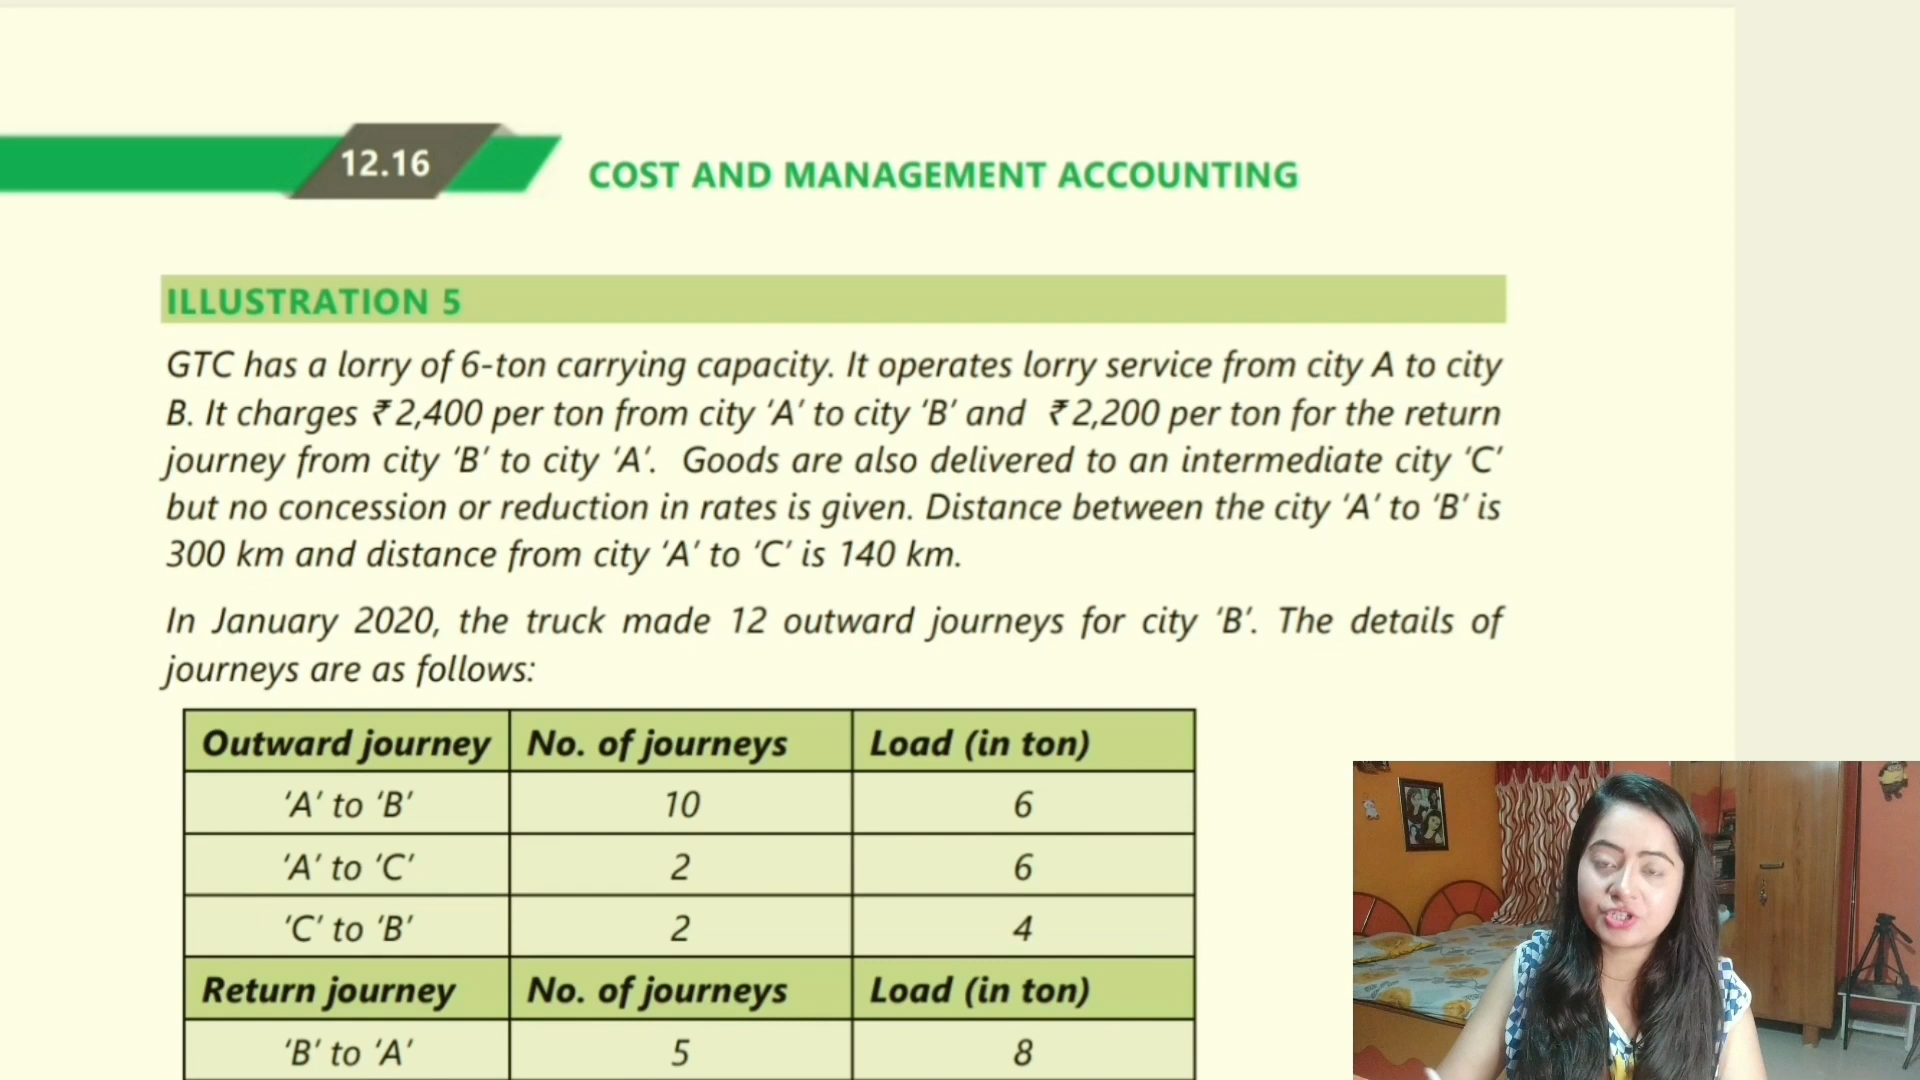 12.16
COST AND MANAGEMENT ACCOUNTING
ILLUSTRATION 5
GTC has a lorry of 6-ton carrying capacity. It operates lorry service from city A to city
B. It charges ₹ 2,400 per ton from city ‘A’ to city ‘B’ and ₹ 2,200 per ton for the return
journey from city ‘B’ to city ‘A’. Goods are also delivered to an intermediate city ‘C’
but no concession or reduction in rates is given. Distance between the city ‘A’ to ‘B’ is
300 km and distance from city ‘A’ to ‘C’ is 140 km.
In January 2020, the truck made 12 outward journeys for city ‘B’. The details of
journeys are as follows:
Outward journey No. of journeys Load (in ton)
‘A’ to ‘B’ 10 6
‘A’ to ‘C’ 2 6
‘C’ to ‘B’ 2 4
Return journey No. of journeys Load (in ton)
‘B’ to ‘A’ 5 8